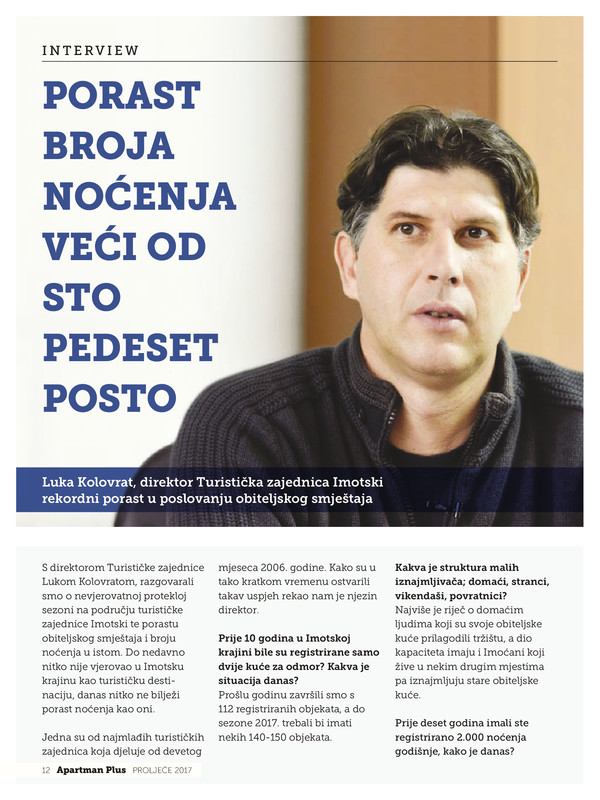 INTERVIEW
PORAST
BROJA
NOĆENJA
VEĆI OD
STO
PEDESET
POSTO
Luka Kolovrat, direktor Turistička zajednica Imotski
rekordni porast u poslovanju obiteljskog smještaja
S direktorom Turističke zajednice
Lukom Kolovratom, razgovarali
smo o nevjerovatnoj protekloj
sezoni na području turističke
zajednice Imotski te porastu
obiteljskog smještaja i broju
noćenja u istom. Do nedavno
nitko nije vjerovao u Imotsku
krajinu kao turističku desti-
naciju, danas nitko ne bilježi
porast noćenja kao oni.
Jedna su od najmlađih turističkih
zajednica koja djeluje od devetog
mjeseca 2006. godine. Kako su u
tako kratkom vremenu ostvarili
takav uspjeh rekao nam je njezin
direktor.
Prije 10 godina u Imotskoj
krajini bile su registrirane samo
dvije kuće za odmor? Kakva je
situacija danas?
Prošlu godinu završili smo s
112 registriranih objekata, a do
sezone 2017. trebali bi imati
nekih 140-150 objekata.
Kakva je struktura malih
iznajmljivača; domaći, stranci,
vikendaši, povratnici?
Najviše je riječ o domaćim
ljudima koji su svoje obiteljske
kuće prilagodili tržištu, a dio
kapaciteta imaju i Imoćani koji
žive u nekim drugim mjestima
pa iznajmljuju stare obiteljske
kuće.
Prije deset godina imali ste
registrirano 2.000 noćenja
godišnje, kako je danas?
12 Apartman Plus PROLJEĆE 2017